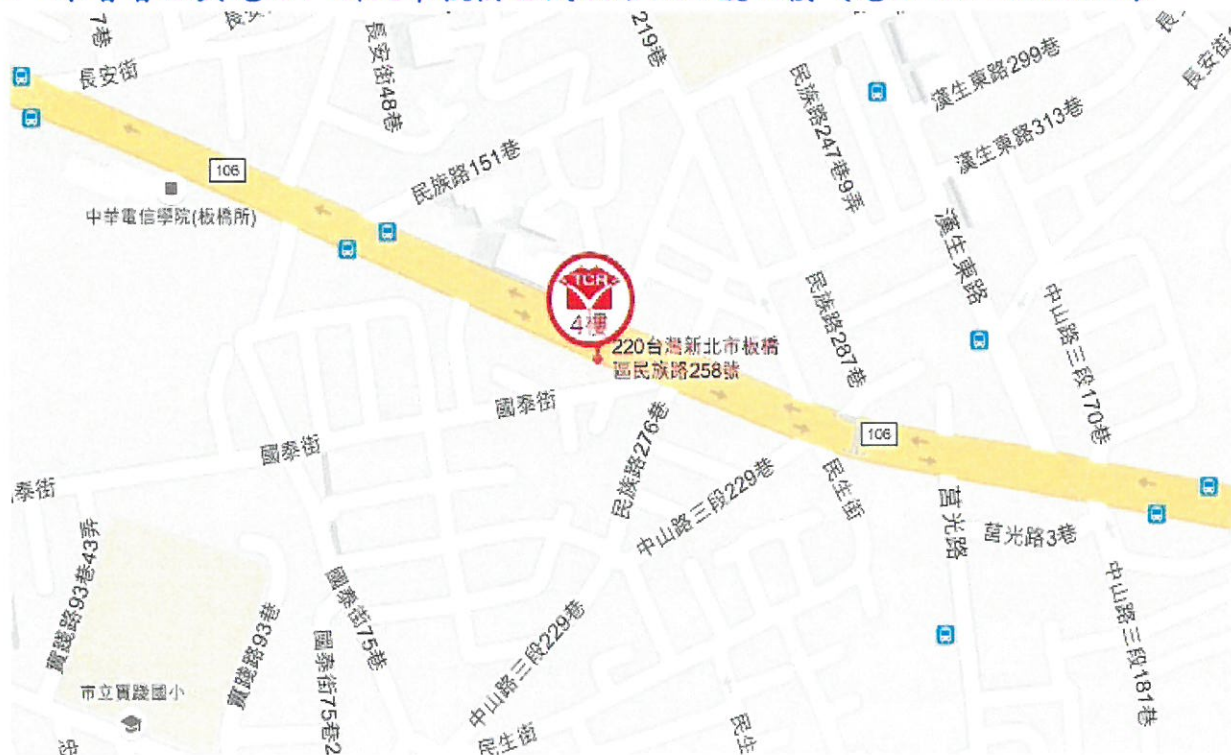 長安街
長安街48巷
219巷
民族路247巷9弄
漢生東路299巷
漢生東路313巷
長安街
106
民族路151巷
中華電信學院(板橋所)
漢生東路
TCR
4樓
220台灣新北市板橋
區民族路258號
民族路287巷
中山路三段170巷
國泰街
國泰街
泰街
民族路276巷
中山路三段229巷
106
民生街
莒光路
莒光路3巷
實踐路93巷43弄
實踐路93巷
國泰街75巷
國泰街75巷2
中山路三段229巷
中山路三段181巷
市立實踐國小
民生街
民生